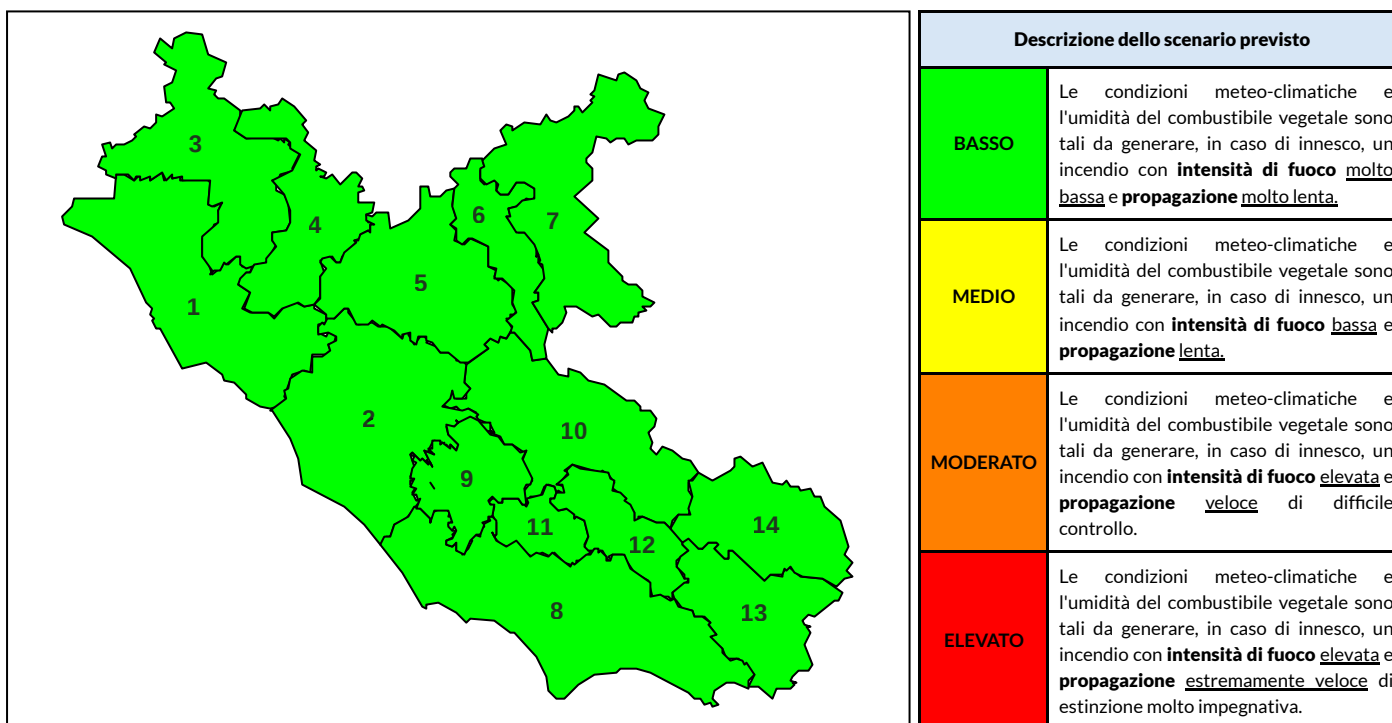 3
4
6
7
5
1
2
10
9
14
11
12
8
13
Descrizione dello scenario previsto
BASSO
Le condizioni meteo-climatiche e
l'umidità del combustibile vegetale sono
tali da generare, in caso di innesco, un
incendio con intensità di fuoco molto
bassa e propagazione molto lenta.
MEDIO
Le condizioni meteo-climatiche e
l'umidità del combustibile vegetale sono
tali da generare, in caso di innesco, un
incendio con intensità di fuoco bassa e
propagazione lenta.
MODERATO
Le condizioni meteo-climatiche e
l'umidità del combustibile vegetale sono
tali da generare, in caso di innesco, un
incendio con intensità di fuoco elevata e
propagazione veloce di difficile
controllo.
ELEVATO
Le condizioni meteo-climatiche e
l'umidità del combustibile vegetale sono
tali da generare, in caso di innesco, un
incendio con intensità di fuoco elevata e
propagazione estremamente veloce di
estinzione molto impegnativa.